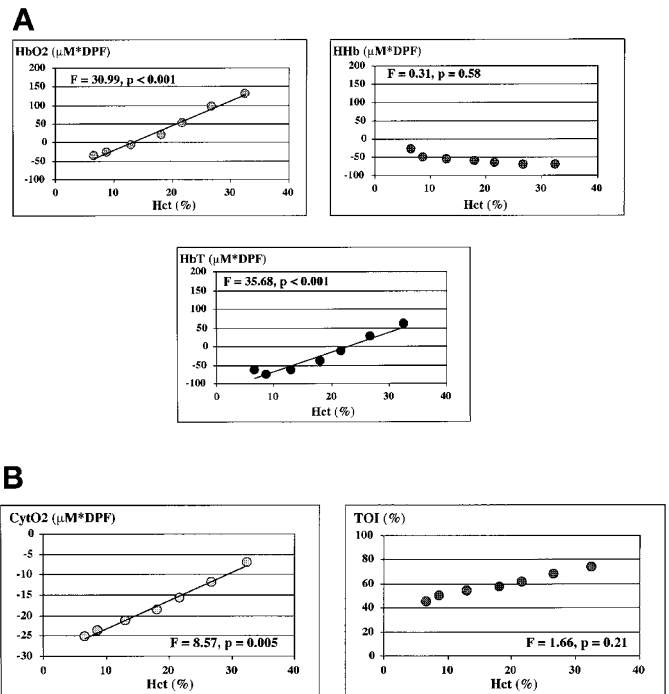 A
HbO2 (μM*DPF)
F = 30.99, p < 0.001
200
150
100
50
0
-50
-100
0 10 20 30 40
Hct (%)
HHb (μM*DPF)
F = 0.31, p = 0.58
200
150
100
50
0
-50
-100
0 10 20 30 40
Hct (%)
HbT (μM*DPF)
F = 35.68, p < 0.001
200
150
100
50
0
-50
-100
0 10 20 30 40
Hct (%)
B
CytO2 (μM*DPF)
0
-5
-10
-15
-20
-25
-30
F = 8.57, p = 0.005
0 10 20 30 40
Hct (%)
TOI (%)
100
80
60
40
20
0
F = 1.66, p = 0.21
0 10 20 30 40
Hct (%)